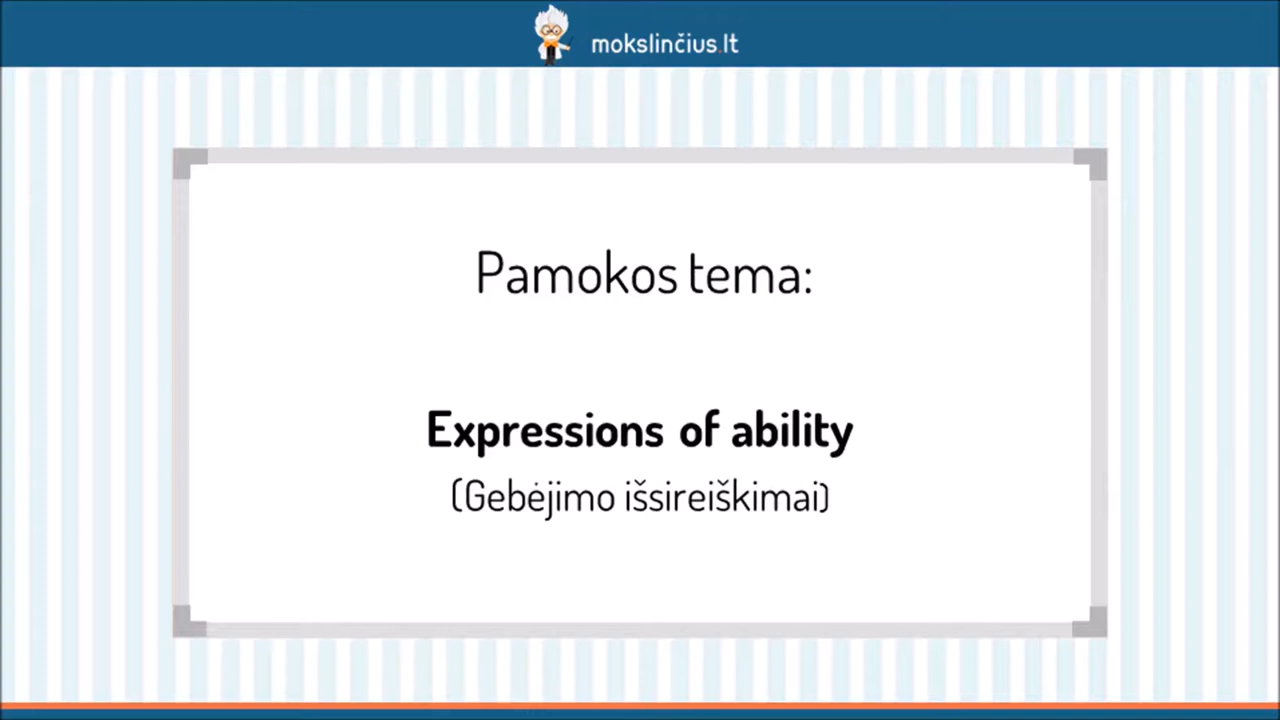 mokslinčius.lt
Pamokos tema:
Expressions of ability
(Gebėjimo išsireiškimai)